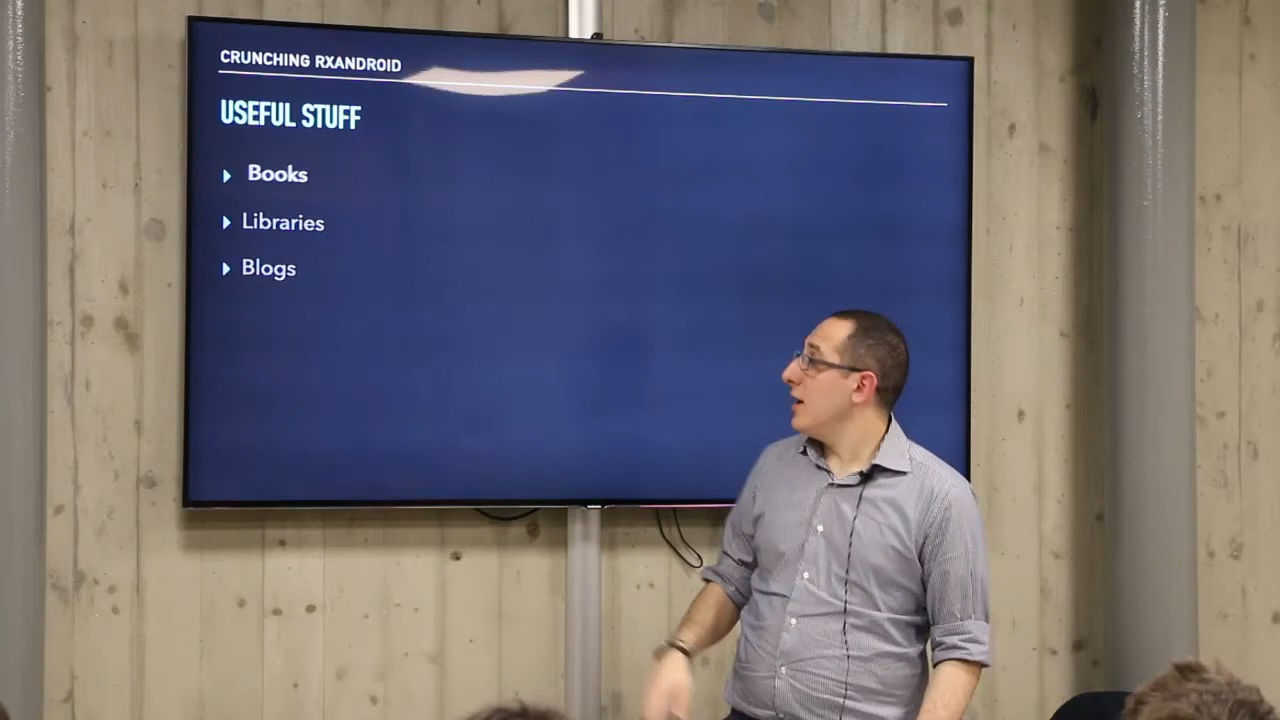 CRUNCHING RXANDROID
USEFUL STUFF
Books
Libraries
Blogs